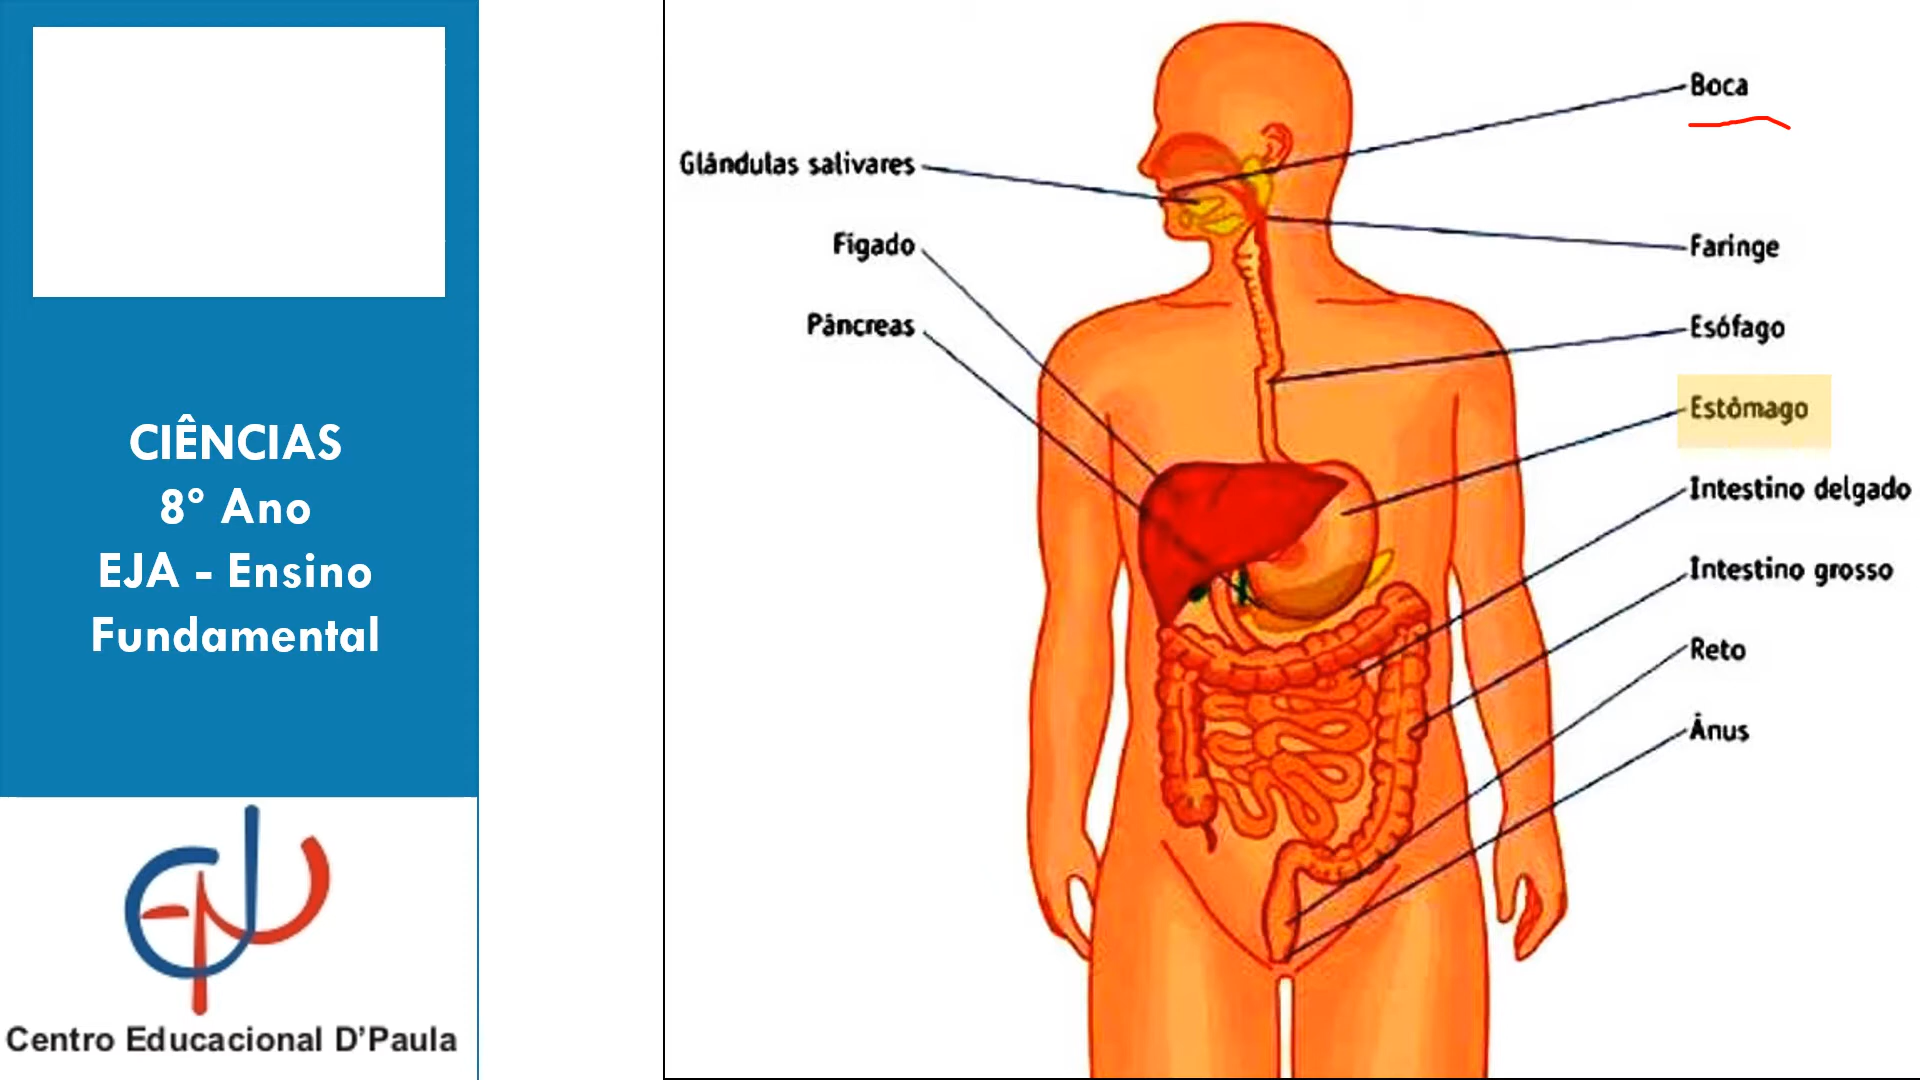 CIÊNCIAS
8° Ano
EJA - Ensino
Fundamental
Centro Educacional D'Paula
Glândulas salivares
Fígado
Pâncreas
Boca
Faringe
Esófago
Estômago
Intestino delgado
Intestino grosso
Reto
Ânus